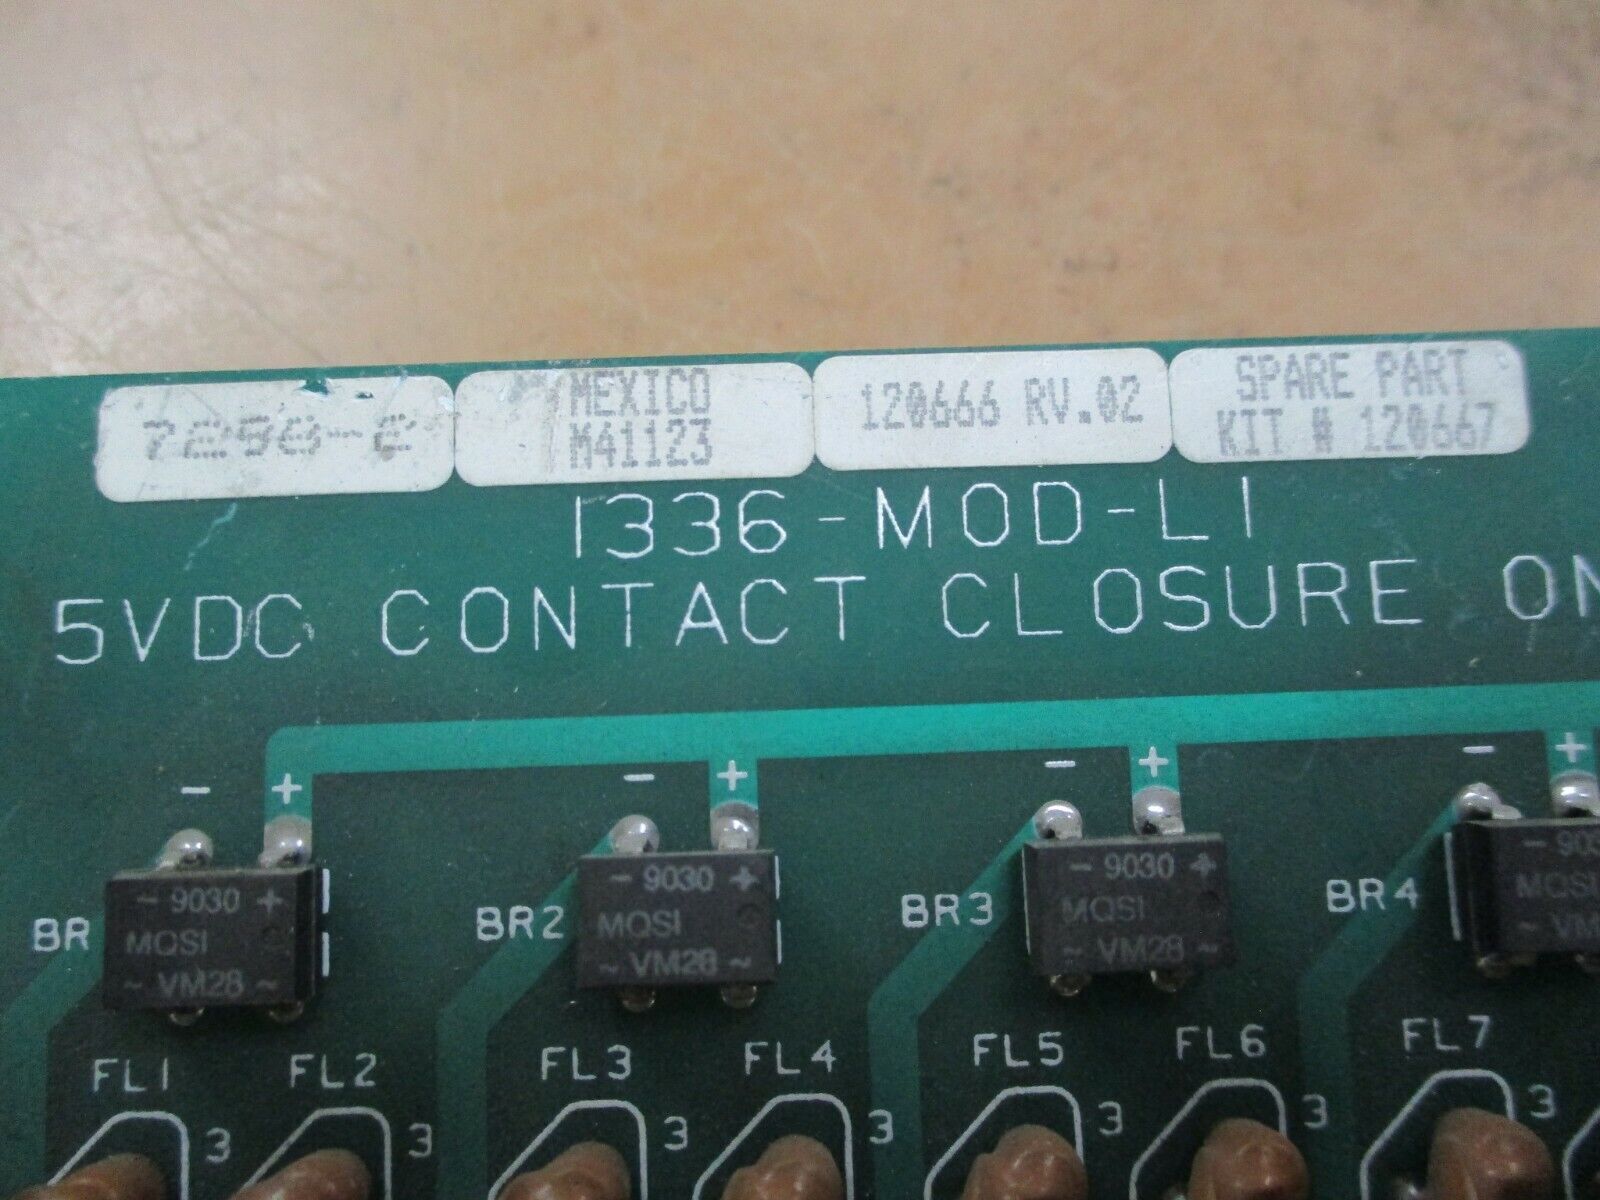 7298-2
MEXICO
M41123
120666 RV.02
SPARE PART
KIT # 120667
1336-MOD-L1
5VDC CONTACT CLOSURE
- + - + - + - +
BR
- 9030 +
MQSI
~ VM28 ~
BR2
- 9030 +
MQSI
~ VM28 ~
BR3
- 9030 +
MQSI
~ VM28 ~
BR4
FL1 FL2 FL3 FL4 FL5 FL6 FL7
3 3 3 3 3 3 3